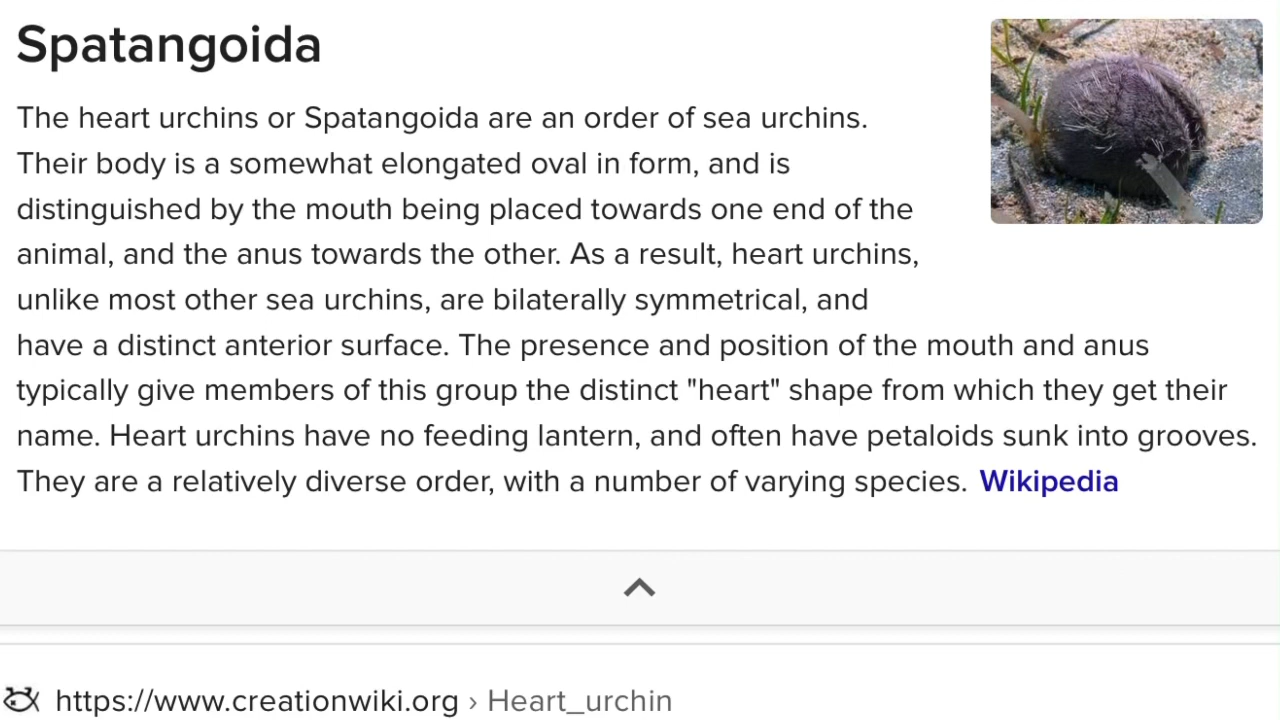 Spatangoida
The heart urchins or Spatangoida are an order of sea urchins.
Their body is a somewhat elongated oval in form, and is
distinguished by the mouth being placed towards one end of the
animal, and the anus towards the other. As a result, heart urchins,
unlike most other sea urchins, are bilaterally symmetrical, and
have a distinct anterior surface. The presence and position of the mouth and anus
typically give members of this group the distinct "heart" shape from which they get their
name. Heart urchins have no feeding lantern, and often have petaloids sunk into grooves.
They are a relatively diverse order, with a number of varying species. Wikipedia
https://www.creationwiki.org › Heart_urchin